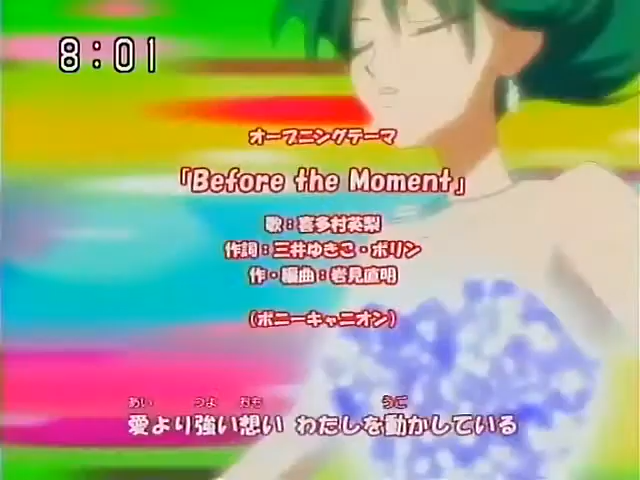 8:01
オープニングテーマ
「Before the Moment」
歌：喜多村英梨
作詞：三井ゆきこ・ボリン
作・編曲：岩見直明
（ポニーキャニオン）
あい つよ おも うご
愛より強い想い わたしを動かしている